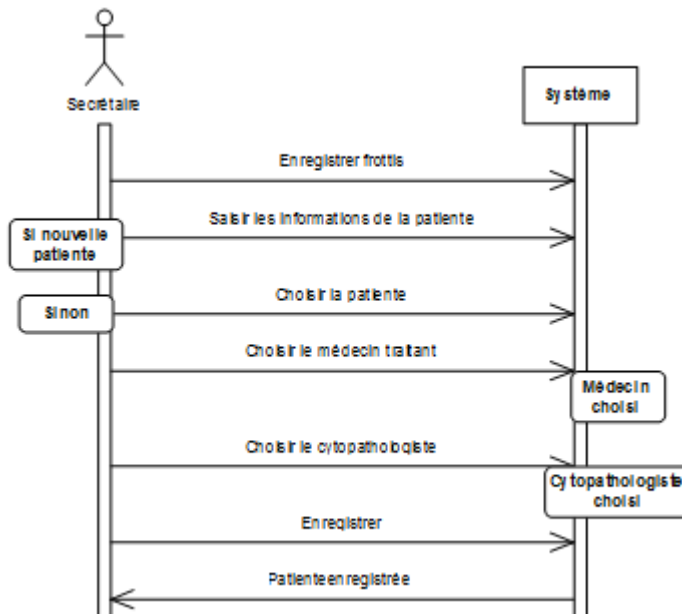 Secrétaire
Système
Enregistrer frottis
Saisir les informations de la patiente
Si nouvelle
patiente
Choisir la patiente
Sinon
Choisir le médecin traitant
Médecin
choisi
Choisir le cytopathologiste
Cytopathologiste
choisi
Enregistrer
Patiente enregistrée